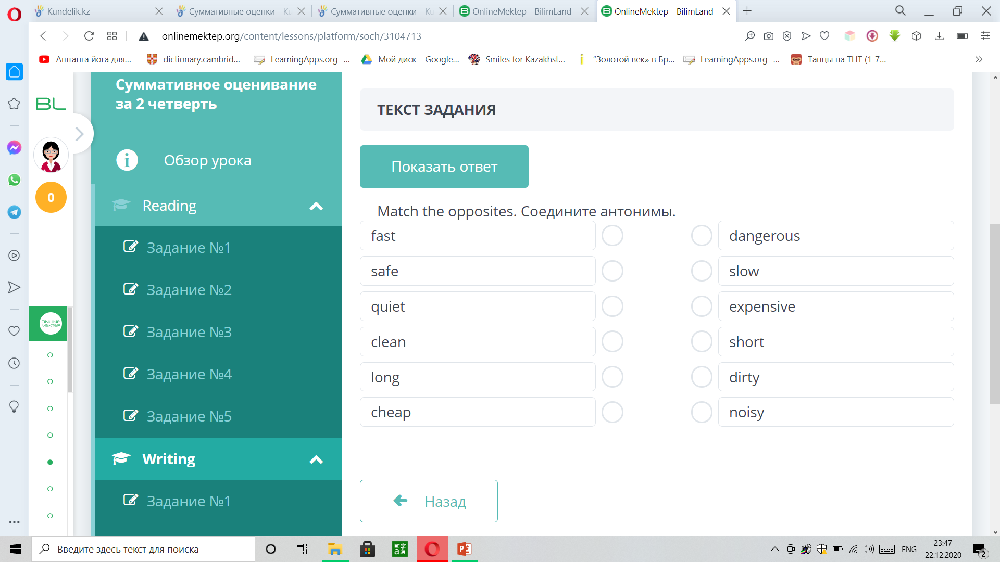 Kundelik.kz
Суммативные оценки - Ku
Суммативные оценки - Ku
OnlineMektep - BilimLand
OnlineMektep - BilimLand
onlinemektep.org/content/lessons/platform/soch/3104713
Аштанга йога для...
dictionary.cambrid...
LearningApps.org -...
Мой диск – Google...
Smiles for Kazakhst...
“Золотой век» в Бр...
LearningApps.org -...
Танцы на ТНТ (1-7...
BL
0
ONLINE
MEKTEP
Суммативное оценивание
за 2 четверть
Обзор урока
Reading
Задание №1
Задание №2
Задание №3
Задание №4
Задание №5
Writing
Задание №1
ТЕКСТ ЗАДАНИЯ
Показать ответ
Match the opposites. Соедините антонимы.
fast dangerous
safe slow
quiet expensive
clean short
long dirty
cheap noisy
Назад
Введите здесь текст для поиска
ENG
23:47
22.12.2020
2